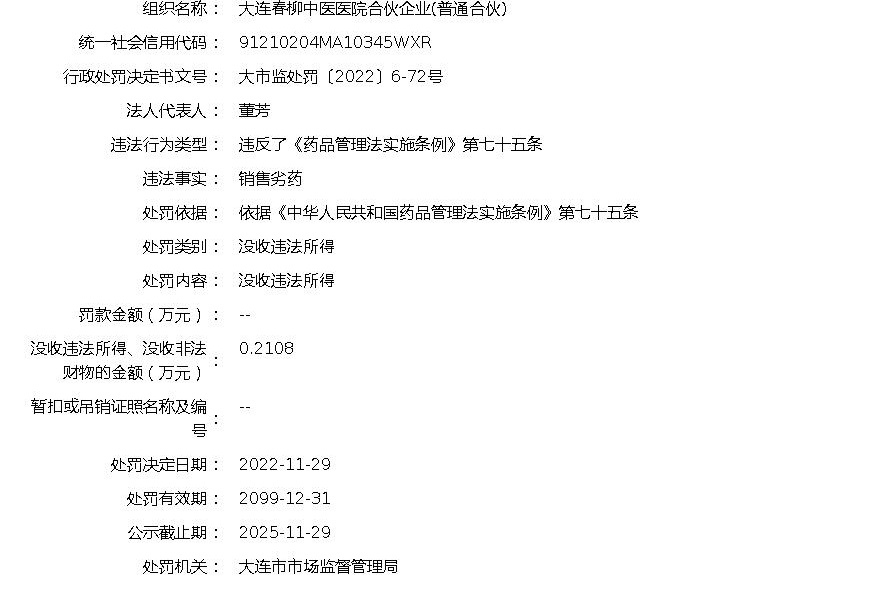 组织名称： 大连春柳中医医院合伙企业(普通合伙)
统一社会信用代码： 91210204MA10345WXR
行政处罚决定书文号： 大市监处罚〔2022〕6-72号
法人代表人： 董芳
违法行为类型： 违反了《药品管理法实施条例》第七十五条
违法事实： 销售劣药
处罚依据： 依据《中华人民共和国药品管理法实施条例》第七十五条
处罚类别： 没收违法所得
处罚内容： 没收违法所得
罚款金额(万元)： --
没收违法所得、没收非法
财物的金额(万元)： 0.2108
暂扣或吊销证照名称及编
号： --
处罚决定日期： 2022-11-29
处罚有效期： 2099-12-31
公示截止期： 2025-11-29
处罚机关： 大连市市场监督管理局